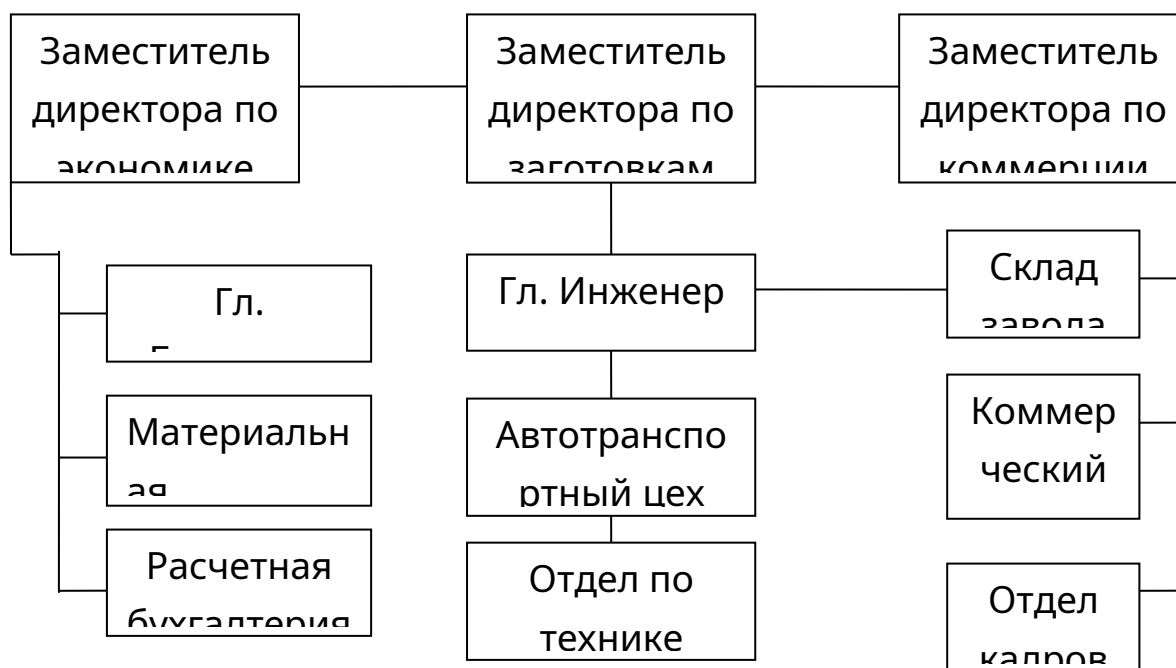 Заместитель
директора по
экономике
Заместитель
директора по
заготовкам
Заместитель
директора по
коммерции
Гл.
Гл. Инженер
Склад
завода
Материальн
ая
Автотранспо
ртный цех
Коммер
ческий
Расчетная
бухгалтерия
Отдел по
технике
Отдел
кадров